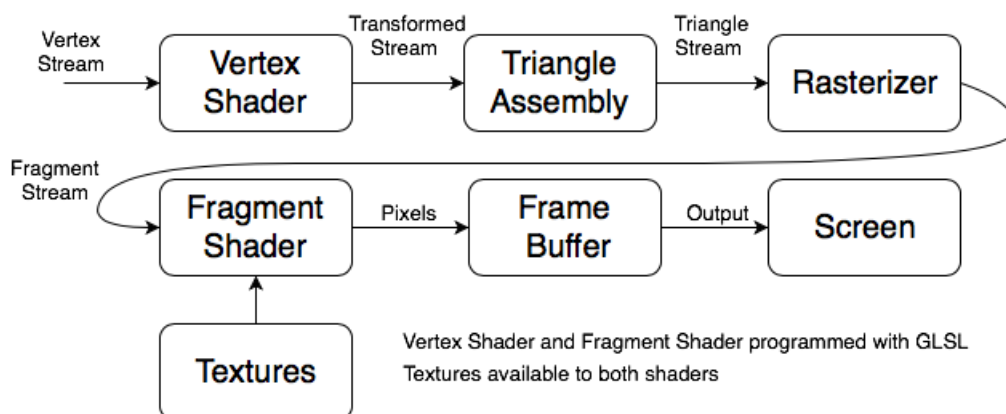 Vertex
Stream
Vertex
Shader
Transformed
Stream
Triangle
Assembly
Triangle
Stream
Rasterizer
Fragment
Stream
Fragment
Shader
Pixels
Frame
Buffer
Output
Screen
Textures
Vertex Shader and Fragment Shader programmed with GLSL
Textures available to both shaders